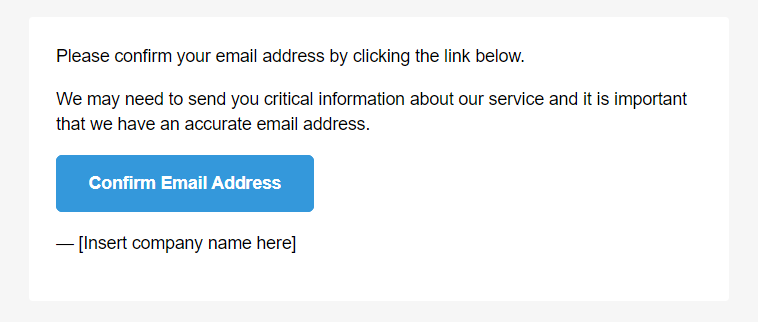 Please confirm your email address by clicking the link below.
We may need to send you critical information about our service and it is important
that we have an accurate email address.
Confirm Email Address
— [Insert company name here]